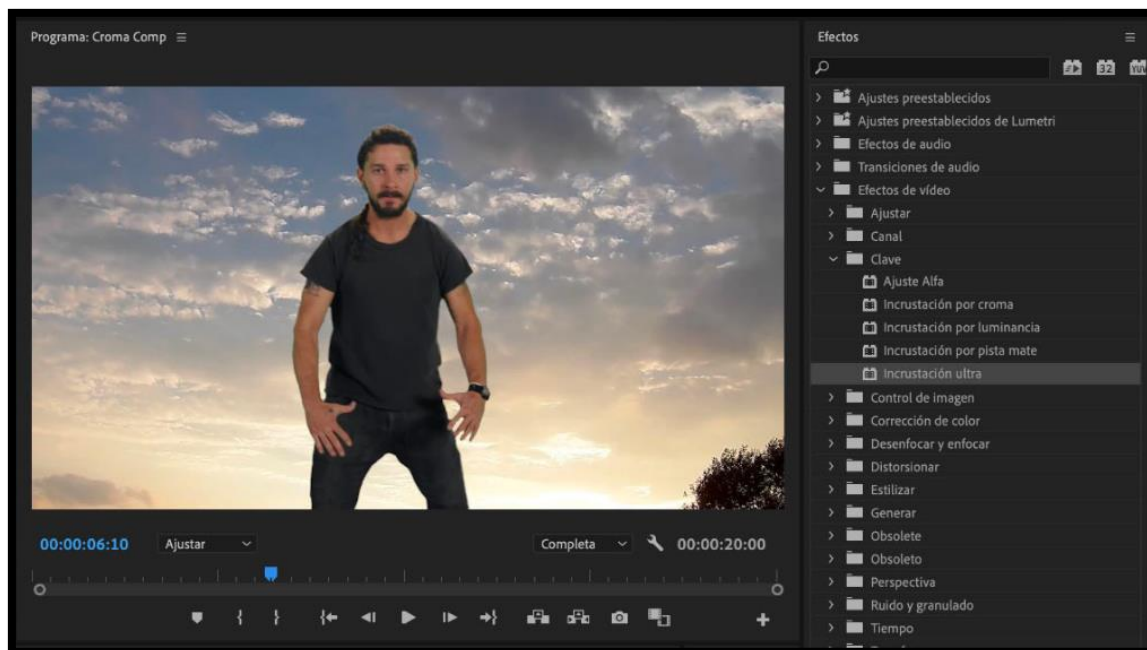 Programa: Croma Comp
00:00:06:10
Ajustar
Completa
00:00:20:00
Efectos
32
YUV
Ajustes preestablecidos
Ajustes preestablecidos de Lumetri
Efectos de audio
Transiciones de audio
Efectos de vídeo
Ajustar
Canal
Clave
Ajuste Alfa
Incrustación por croma
Incrustación por luminancia
Incrustación por pista mate
Incrustación ultra
Control de imagen
Corrección de color
Desenfocar y enfocar
Distorsionar
Estilizar
Generar
Obsolete
Obsoleto
Perspectiva
Ruido y granulado
Tiempo